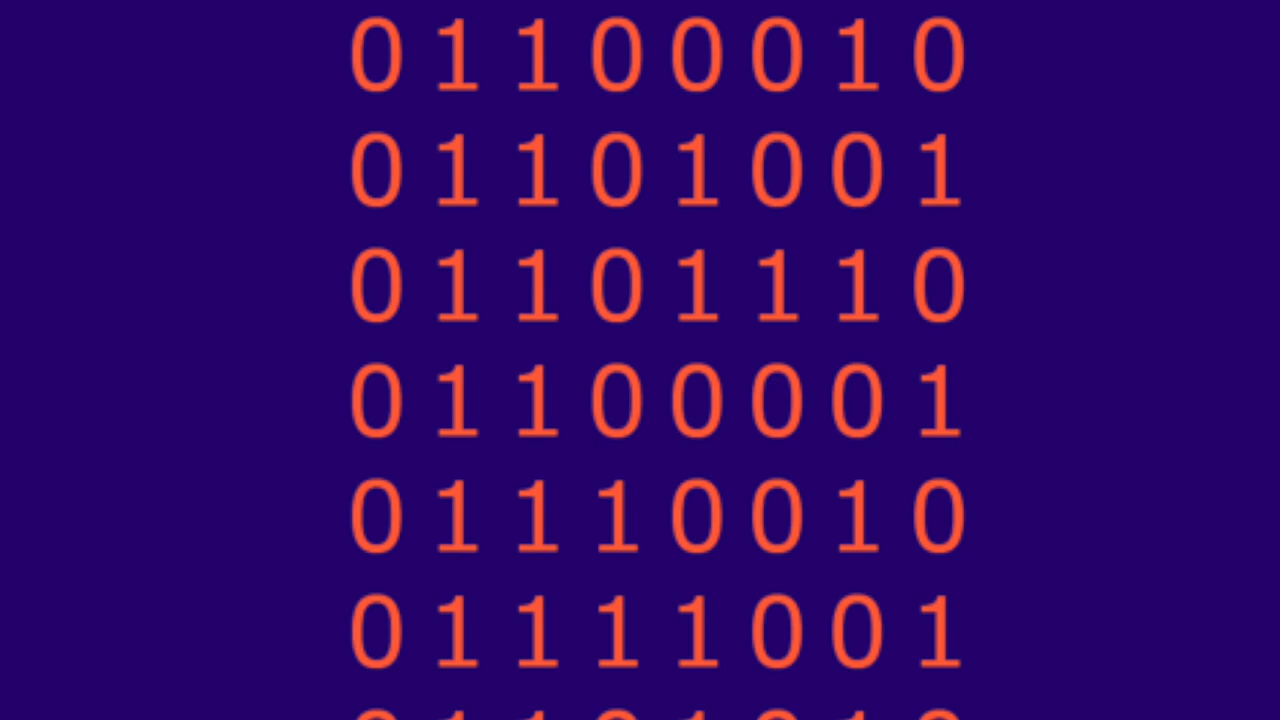 0 1 1 0 0 0 1 0
0 1 1 0 1 0 0 1
0 1 1 0 1 1 1 0
0 1 1 0 0 0 0 1
0 1 1 1 0 0 1 0
0 1 1 1 1 0 0 1